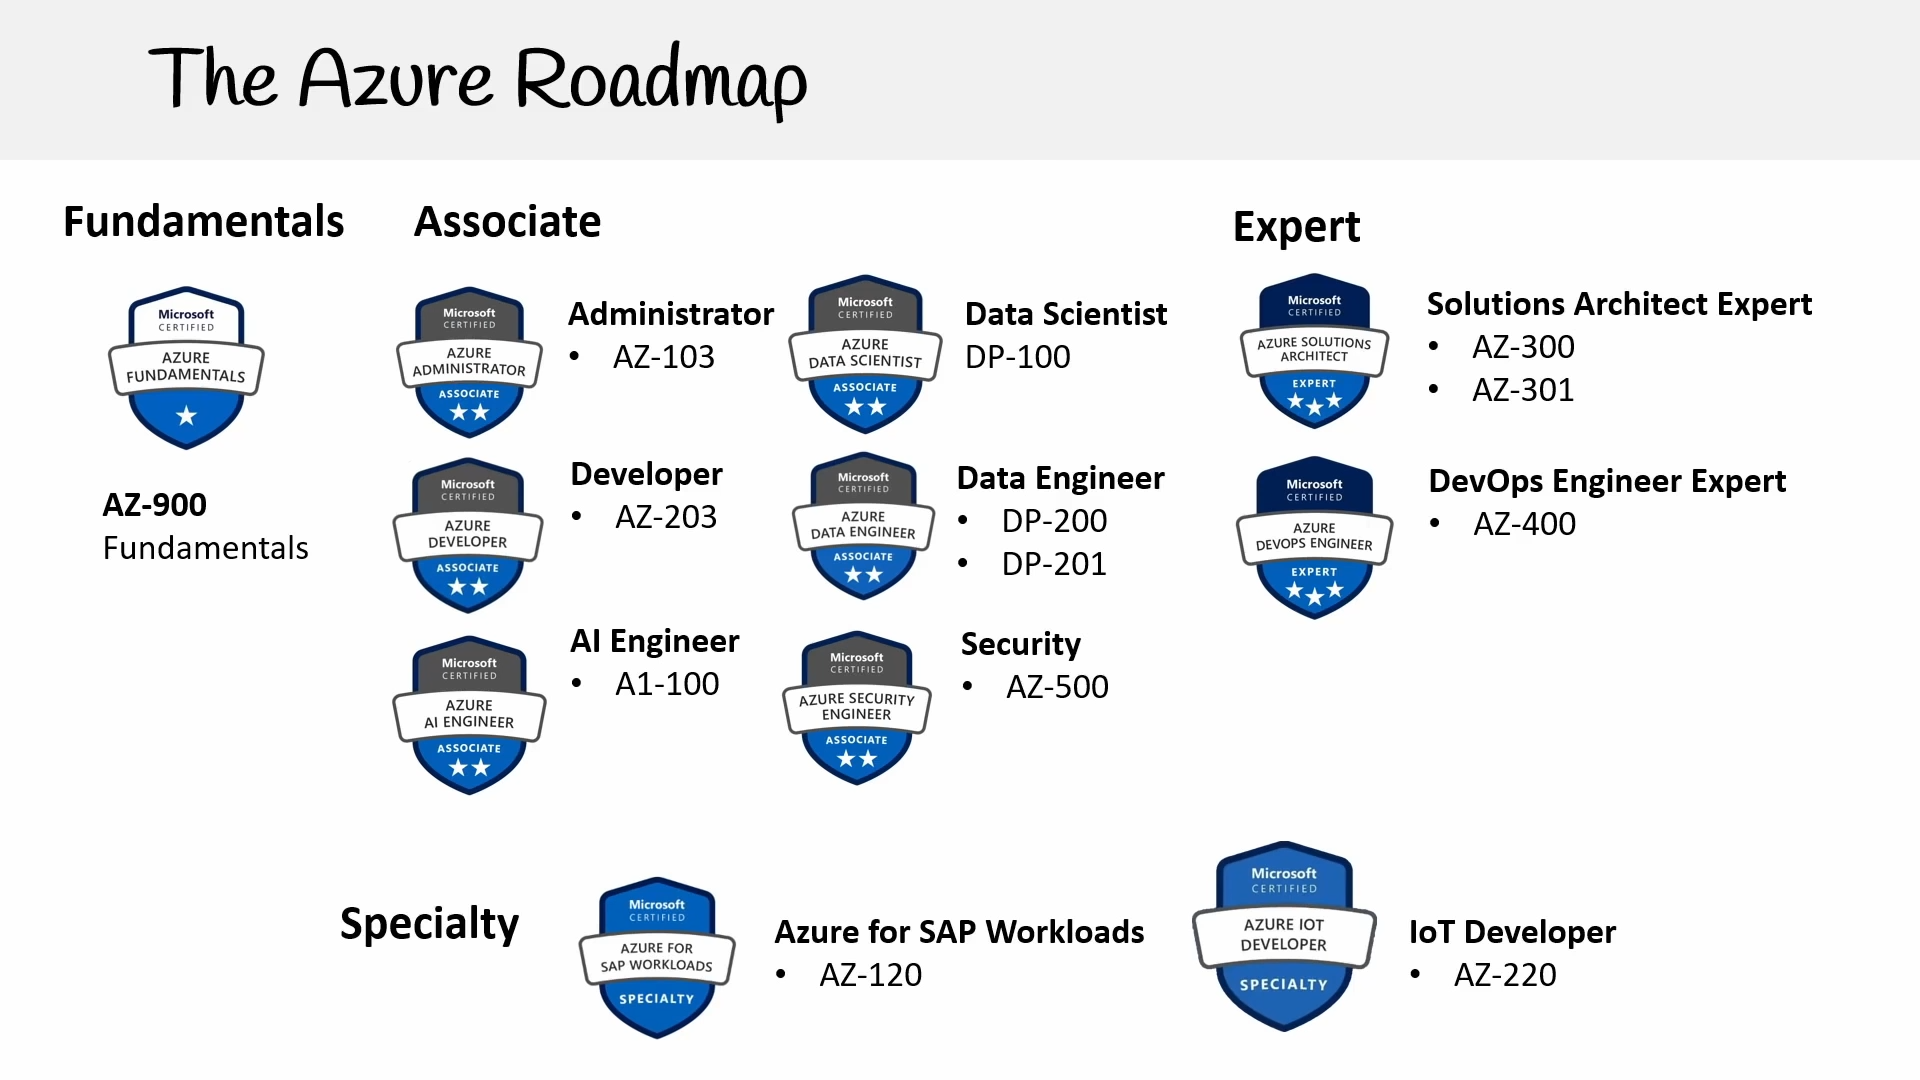 The Azure Roadmap
Fundamentals
Microsoft
CERTIFIED
AZURE
FUNDAMENTALS
AZ-900
Fundamentals
Associate
Microsoft
CERTIFIED
AZURE
ADMINISTRATOR
ASSOCIATE
Administrator
• AZ-103
Microsoft
CERTIFIED
AZURE
DATA SCIENTIST
ASSOCIATE
Data Scientist
DP-100
Microsoft
CERTIFIED
AZURE
DEVELOPER
ASSOCIATE
Developer
• AZ-203
Microsoft
CERTIFIED
AZURE
DATA ENGINEER
ASSOCIATE
Data Engineer
• DP-200
• DP-201
Microsoft
CERTIFIED
AZURE
AI ENGINEER
ASSOCIATE
AI Engineer
• A1-100
Microsoft
CERTIFIED
AZURE SECURITY
ENGINEER
ASSOCIATE
Security
• AZ-500
Expert
Microsoft
CERTIFIED
AZURE SOLUTIONS
ARCHITECT
EXPERT
Solutions Architect Expert
• AZ-300
• AZ-301
Microsoft
CERTIFIED
AZURE
DEVOPS ENGINEER
EXPERT
DevOps Engineer Expert
• AZ-400
Specialty
Microsoft
CERTIFIED
AZURE FOR
SAP WORKLOADS
SPECIALTY
Azure for SAP Workloads
• AZ-120
Microsoft
CERTIFIED
AZURE IOT
DEVELOPER
SPECIALTY
IoT Developer
• AZ-220